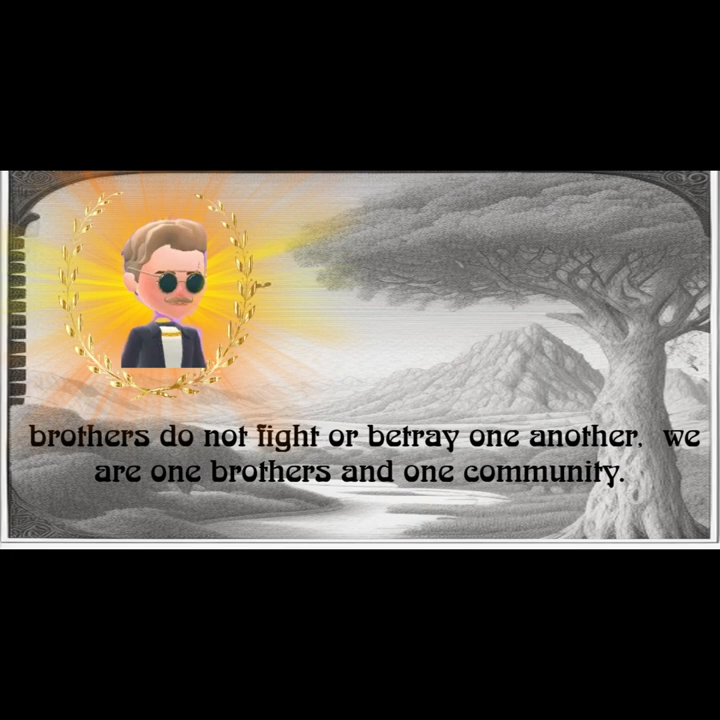 brothers do not fight or betray one another.  we
are one brothers and one community.